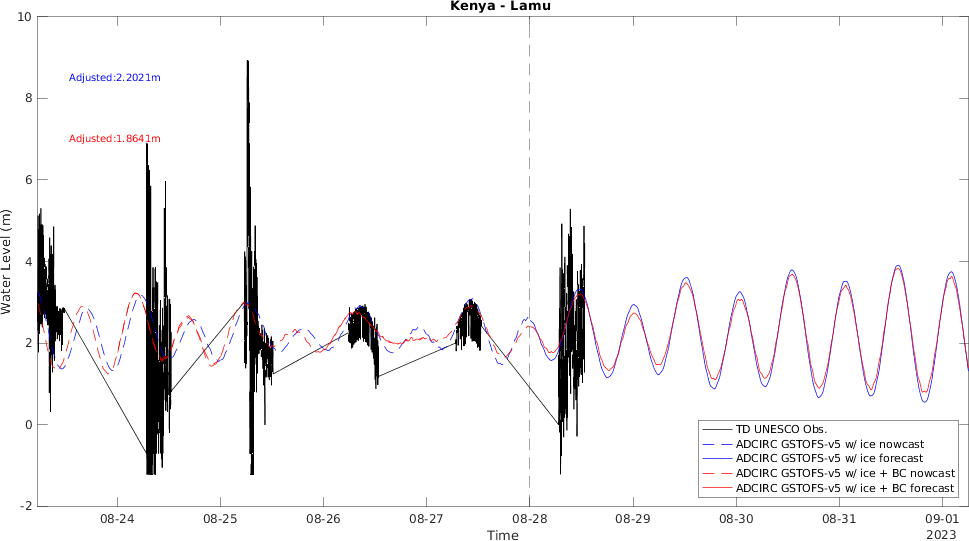 Kenya - Lamu
10
8
6
4
2
0
-2
Water Level (m)
Adjusted:2.2021m
Adjusted:1.8641m
TD UNESCO Obs.
ADCIRC GSTOFS-v5 w/ ice nowcast
ADCIRC GSTOFS-v5 w/ ice forecast
ADCIRC GSTOFS-v5 w/ ice + BC nowcast
ADCIRC GSTOFS-v5 w/ ice + BC forecast
08-24 08-25 08-26 08-27 08-28 08-29 08-30 08-31 09-01
2023
Time